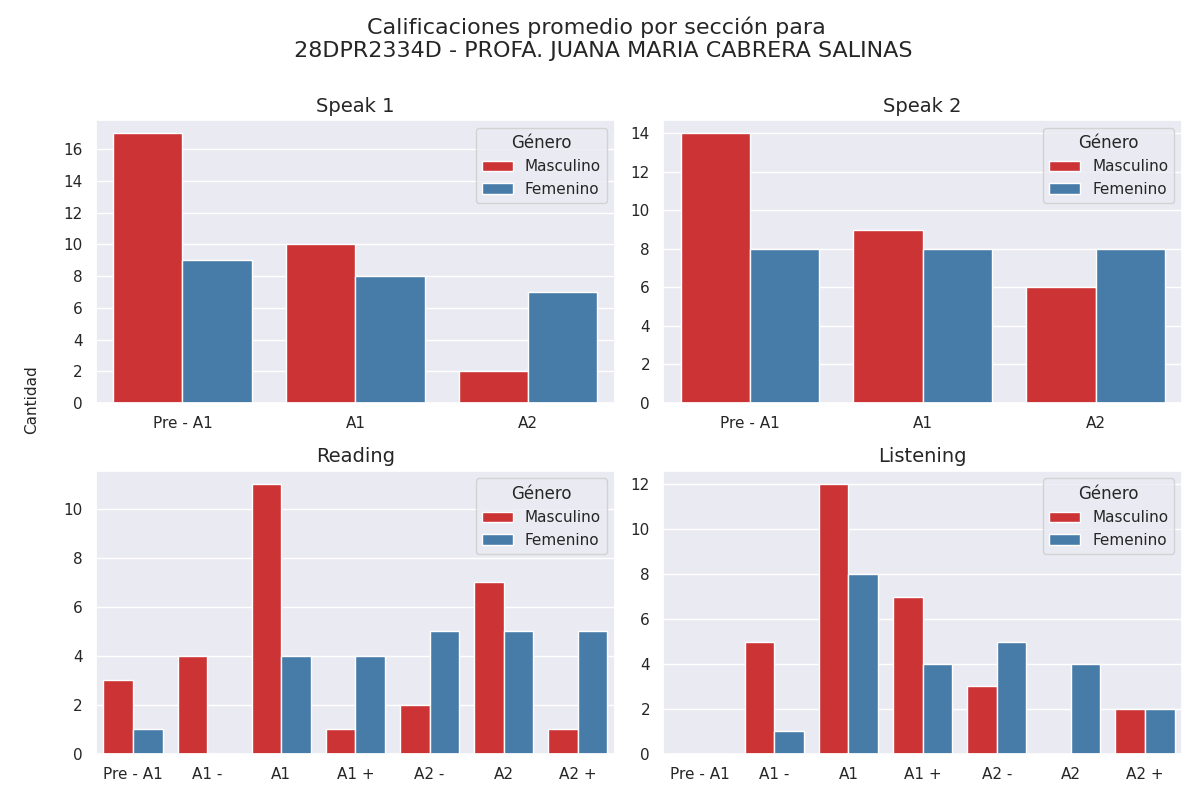 Calificaciones promedio por sección para
28DPR2334D - PROFA. JUANA MARIA CABRERA SALINAS
Cantidad
Speak 1
16
14
12
10
8
6
4
2
0
Pre - A1 A1 A2
Género
Masculino
Femenino
Speak 2
14
12
10
8
6
4
2
0
Pre - A1 A1 A2
Género
Masculino
Femenino
Reading
10
8
6
4
2
0
Pre - A1 A1 - A1 A1 + A2 - A2 A2 +
Género
Masculino
Femenino
Listening
12
10
8
6
4
2
0
Pre - A1 A1 - A1 A1 + A2 - A2 A2 +
Género
Masculino
Femenino